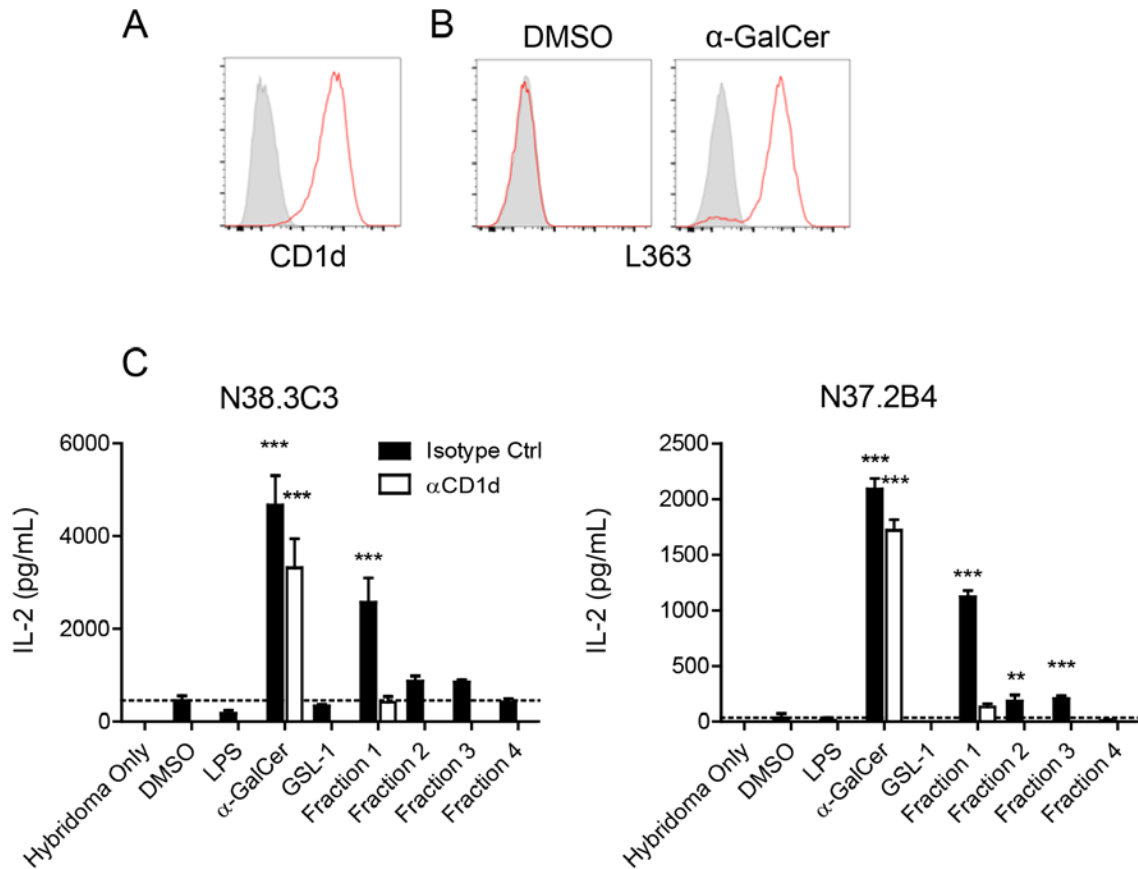 A
B
DMSO
α-GalCer
CD1d
L363
C
N38.3C3
N37.2B4
IL-2 (pg/mL)
6000
4000
2000
0
***
***
***
Isotype Ctrl
αCD1d
Hybridoma Only
DMSO
LPS
α-GalCer
GSL-1
Fraction 1
Fraction 2
Fraction 3
Fraction 4
IL-2 (pg/mL)
2500
2000
1500
1000
500
0
***
***
***
**
***
Hybridoma Only
DMSO
LPS
α-GalCer
GSL-1
Fraction 1
Fraction 2
Fraction 3
Fraction 4